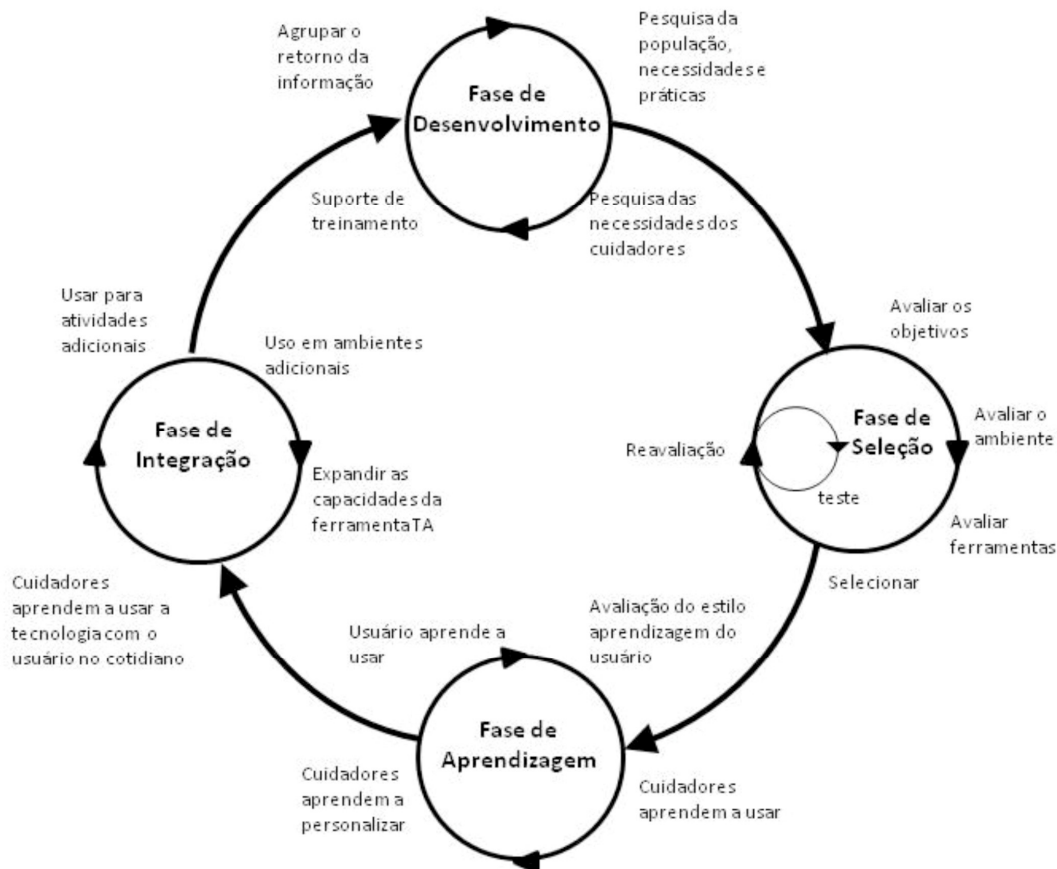 Agrupar o
retorno da
informação
Pesquisa da
população,
necessidades e
práticas
Fase de
Desenvolvimento
Suporte de
treinamento
Pesquisa das
necessidades dos
cuidadores
Usar para
atividades
adicionais
Uso em ambientes
adicionais
Avaliar os
objetivos
Fase de
Integração
Expandir as
capacidades da
ferramenta TA
Reavaliação
Fase de
Seleção
teste
Avaliar o
ambiente
Avaliar
ferramentas
Selecionar
Cuidadores
aprendem a usar a
tecnologia com o
usuário no cotidiano
Usuário aprende a
usar
Avaliação do estilo
aprendizagem do
usuário
Fase de
Aprendizagem
Cuidadores
aprendem a
personalizar
Cuidadores
aprendem a usar